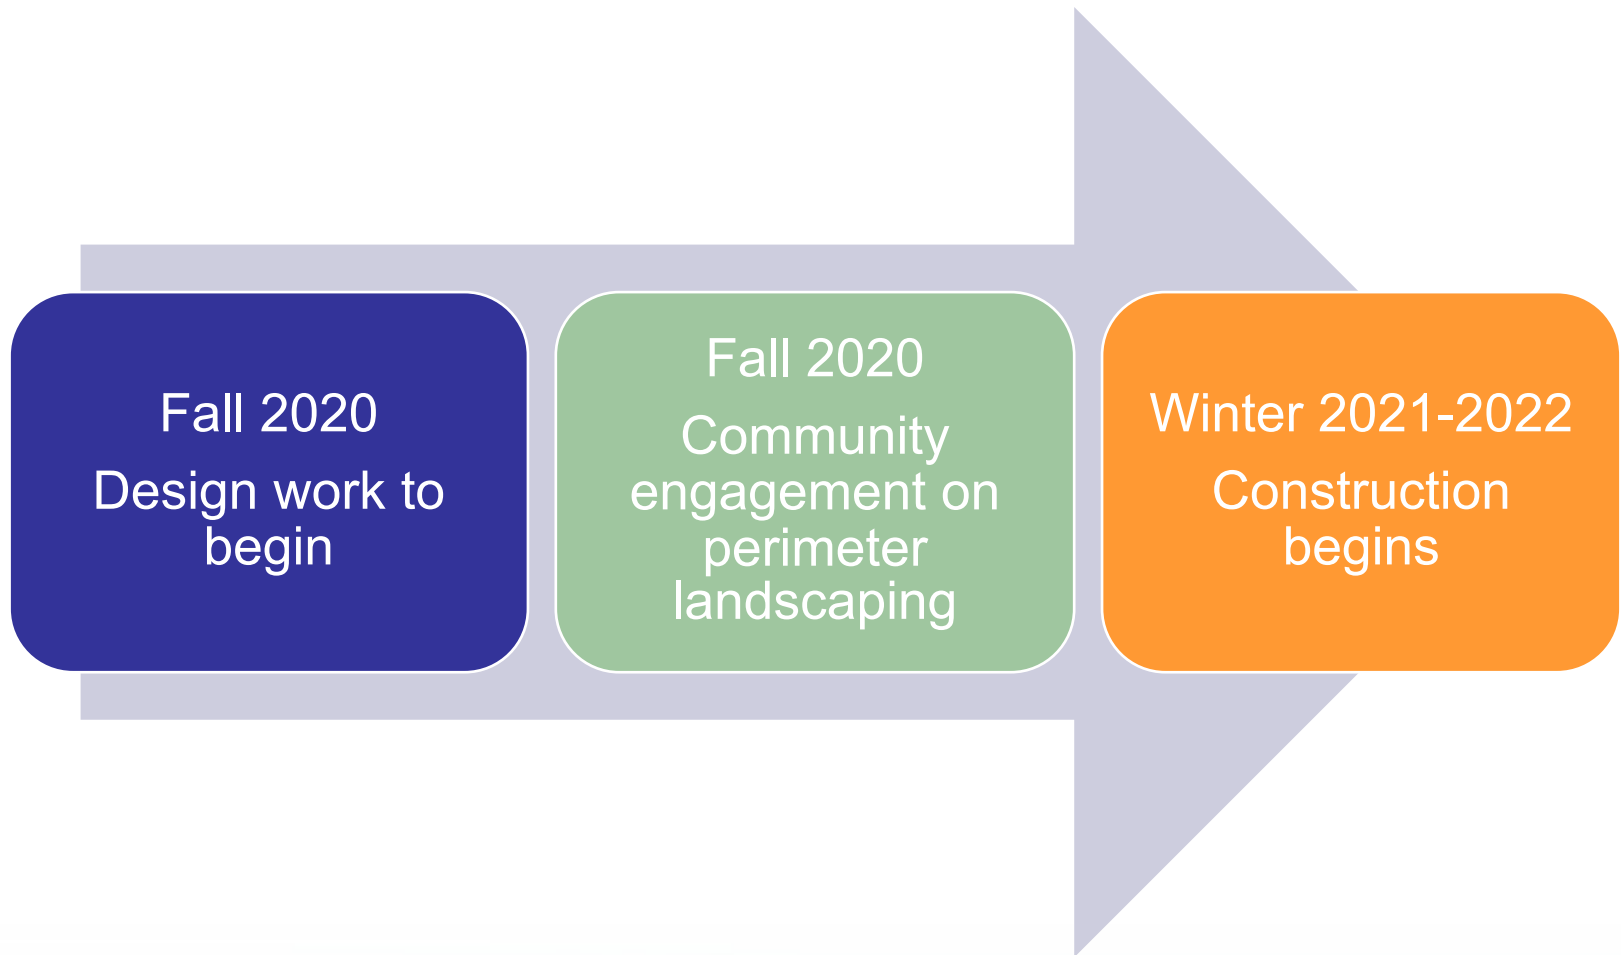 Fall 2020
Design work to
begin
Fall 2020
Community
engagement on
perimeter
landscaping
Winter 2021-2022
Construction
begins